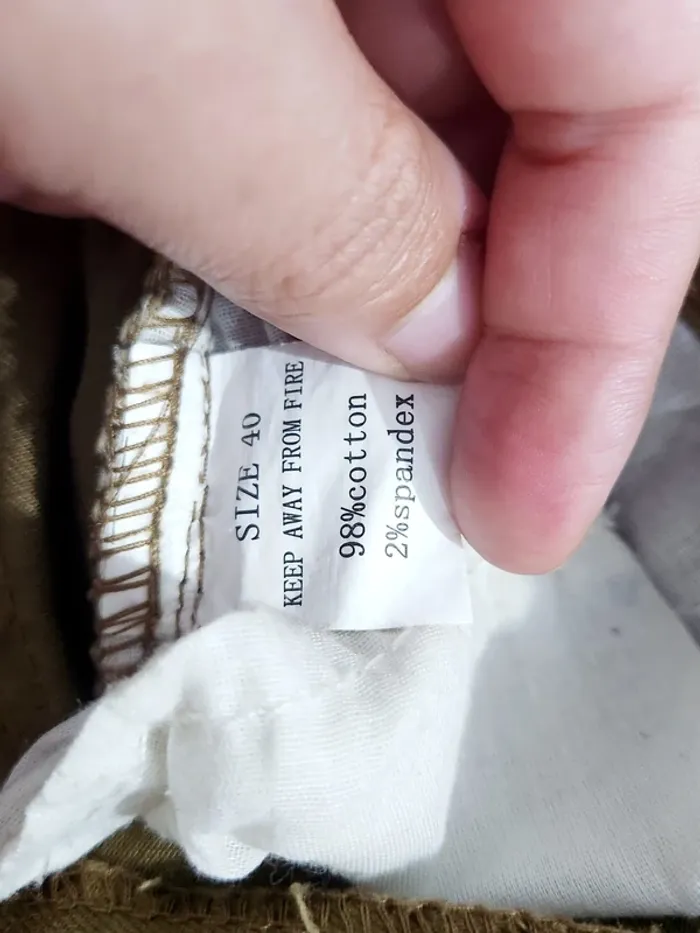 SIZE 40
KEEP AWAY FROM FIRE
98%cotton
2%spandex